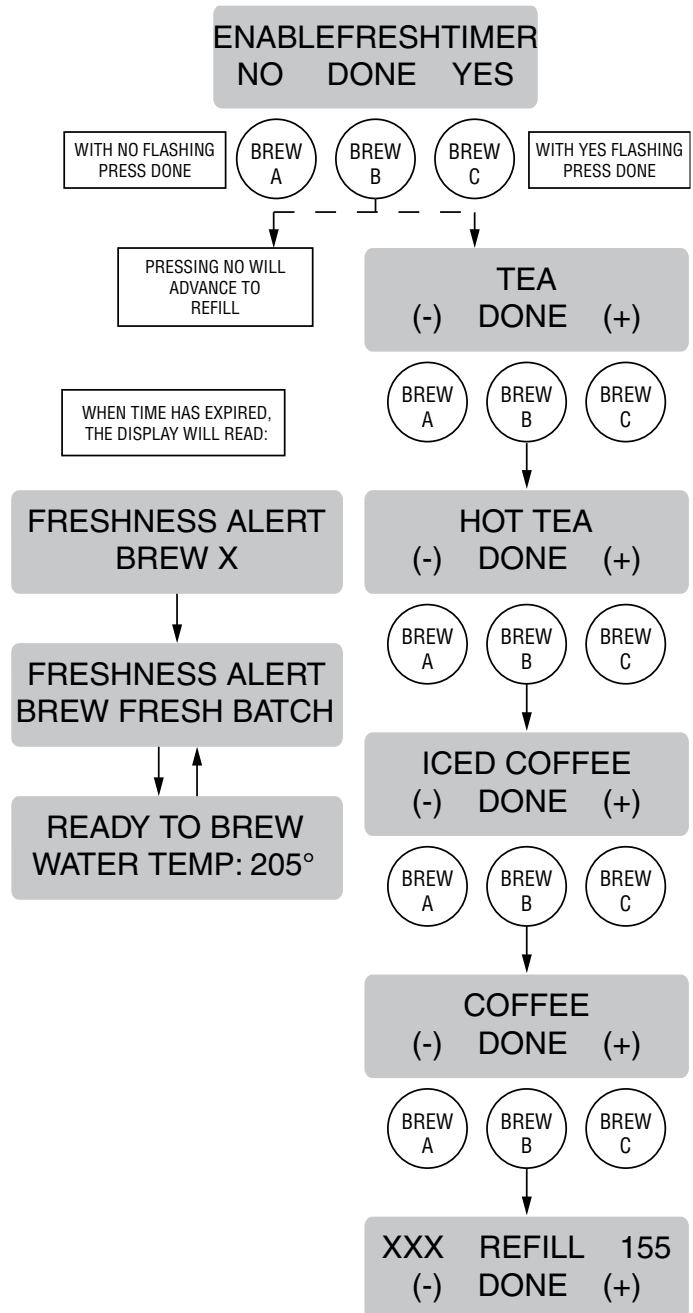 ENABLEFRESHTIMER
NO DONE YES
WITH NO FLASHING
PRESS DONE
BREW
A
BREW
B
BREW
C
WITH YES FLASHING
PRESS DONE
PRESSING NO WILL
ADVANCE TO
REFILL
TEA
(-) DONE (+)
BREW
A
BREW
B
BREW
C
WHEN TIME HAS EXPIRED,
THE DISPLAY WILL READ:
FRESHNESS ALERT
BREW X
FRESHNESS ALERT
BREW FRESH BATCH
READY TO BREW
WATER TEMP: 205°
HOT TEA
(-) DONE (+)
BREW
A
BREW
B
BREW
C
ICED COFFEE
(-) DONE (+)
BREW
A
BREW
B
BREW
C
COFFEE
(-) DONE (+)
BREW
A
BREW
B
BREW
C
XXX REFILL 155
(-) DONE (+)